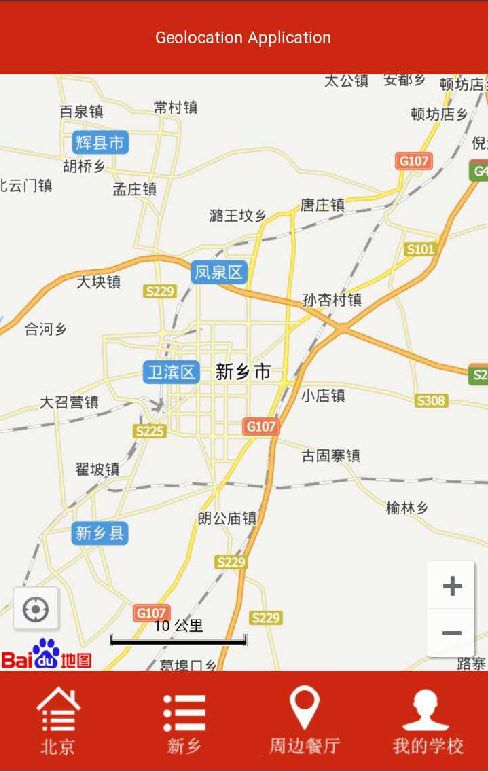 Geolocation Application
太公镇
安都乡
顿坊店
百泉镇
常村镇
顿坊店乡
辉县市
G107
胡桥乡
北云门镇
孟庄镇
唐庄镇
潞王坟乡
S101
凤泉区
大块镇
S229
孙杏村镇
合河乡
卫滨区
新乡市
大召营镇
小店镇
S308
G107
S225
古固寨镇
翟坡镇
榆林乡
朗公庙镇
新乡县
S229
G107
S229
10 公里
葛埠口乡
Baidu地图
路寨
北京
新乡
周边餐厅
我的学校